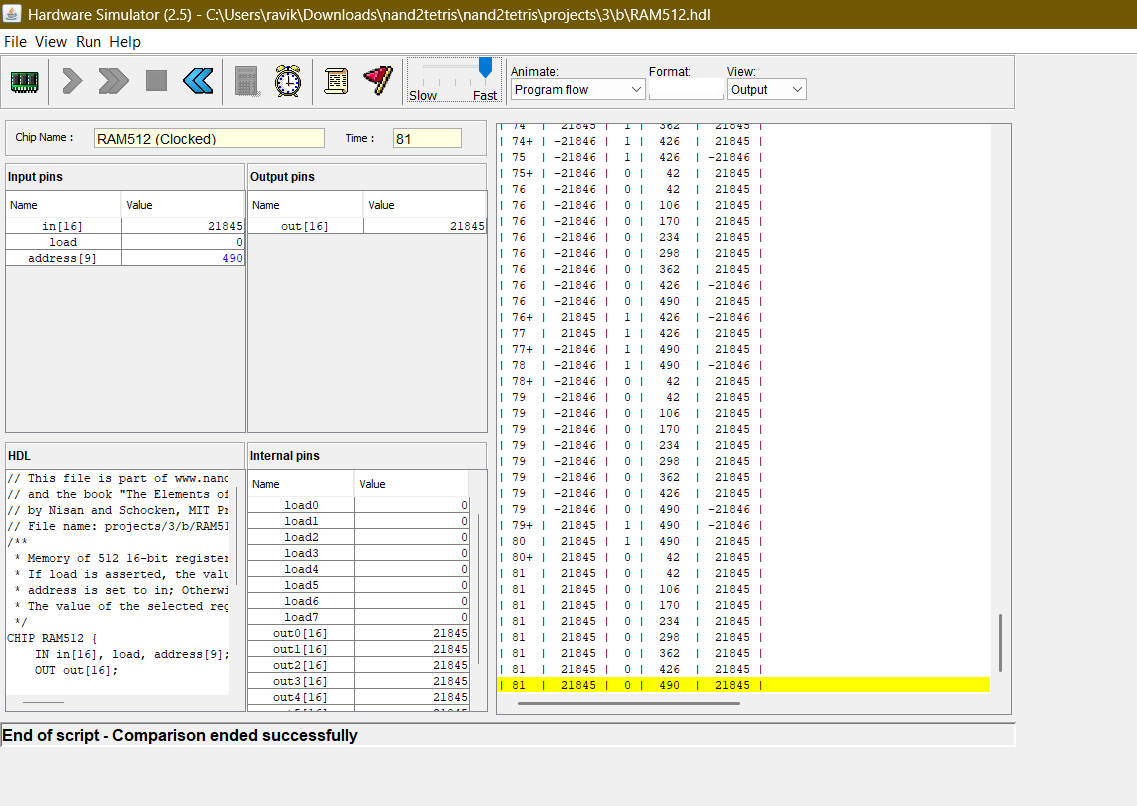 Hardware Simulator (2.5) - C:\Users\ravik\Downloads\nand2tetris\nand2tetris\projects\3\b\RAM512.hdl
File View Run Help
Slow Fast
Animate: Format: View:
Program flow Output
Chip Name : RAM512 (Clocked) Time : 81
Input pins
Name Value
in[16] 21845
load 0
address[9] 490
Output pins
Name Value
out[16] 21845
HDL
// This file is part of www.nand
// and the book "The Elements of
// by Nisan and Schocken, MIT Pr
// File name: projects/3/b/RAM51
/**
* Memory of 512 16-bit register
* If load is asserted, the valu
* address is set to in; Otherwi
* The value of the selected reg
*/
CHIP RAM512 {
IN in[16], load, address[9];
OUT out[16];
Internal pins
Name Value
load0 0
load1 0
load2 0
load3 0
load4 0
load5 0
load6 0
load7 0
out0[16] 21845
out1[16] 21845
out2[16] 21845
out3[16] 21845
out4[16] 21845
| 74 | 21845 | 1 | 362 | 21845 |
| 74+ | -21846 | 1 | 426 | 21845 |
| 75 | -21846 | 1 | 426 | -21846 |
| 75+ | -21846 | 0 | 42 | 21845 |
| 76 | -21846 | 0 | 42 | 21845 |
| 76 | -21846 | 0 | 106 | 21845 |
| 76 | -21846 | 0 | 170 | 21845 |
| 76 | -21846 | 0 | 234 | 21845 |
| 76 | -21846 | 0 | 298 | 21845 |
| 76 | -21846 | 0 | 362 | 21845 |
| 76 | -21846 | 0 | 426 | -21846 |
| 76 | -21846 | 0 | 490 | 21845 |
| 76+ | 21845 | 1 | 426 | -21846 |
| 77 | 21845 | 1 | 426 | 21845 |
| 77+ | -21846 | 1 | 490 | 21845 |
| 78 | -21846 | 1 | 490 | -21846 |
| 78+ | -21846 | 0 | 42 | 21845 |
| 79 | -21846 | 0 | 42 | 21845 |
| 79 | -21846 | 0 | 106 | 21845 |
| 79 | -21846 | 0 | 170 | 21845 |
| 79 | -21846 | 0 | 234 | 21845 |
| 79 | -21846 | 0 | 298 | 21845 |
| 79 | -21846 | 0 | 362 | 21845 |
| 79 | -21846 | 0 | 426 | 21845 |
| 79 | -21846 | 0 | 490 | -21846 |
| 79+ | 21845 | 1 | 490 | -21846 |
| 80 | 21845 | 1 | 490 | 21845 |
| 80+ | 21845 | 0 | 42 | 21845 |
| 81 | 21845 | 0 | 42 | 21845 |
| 81 | 21845 | 0 | 106 | 21845 |
| 81 | 21845 | 0 | 170 | 21845 |
| 81 | 21845 | 0 | 234 | 21845 |
| 81 | 21845 | 0 | 298 | 21845 |
| 81 | 21845 | 0 | 362 | 21845 |
| 81 | 21845 | 0 | 426 | 21845 |
| 81 | 21845 | 0 | 490 | 21845 |
End of script - Comparison ended successfully